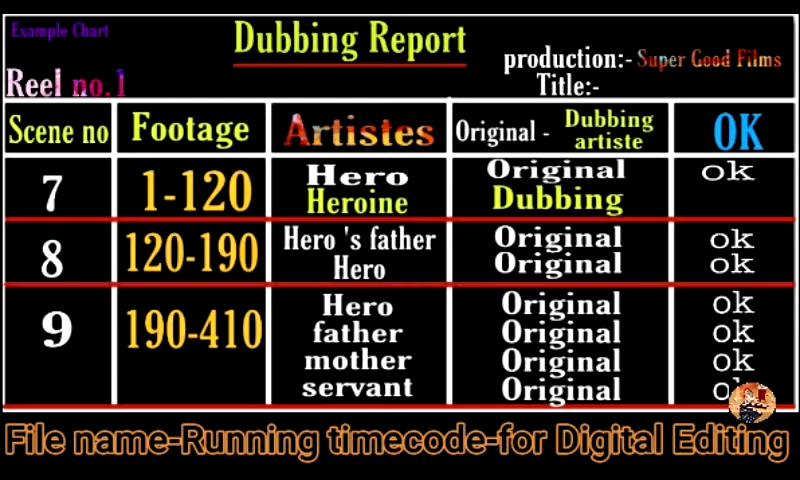 Example Chart
Dubbing Report
production:- Super Good Films
Reel no.1
Title:-
Scene no Footage Artistes Original - Dubbing artiste OK
7 1-120 Hero Original ok
Heroine Dubbing
8 120-190 Hero 's father Original ok
Hero Original ok
9 190-410 Hero Original ok
father Original ok
mother Original ok
servant Original ok
File name-Running timecode-for Digital Editing